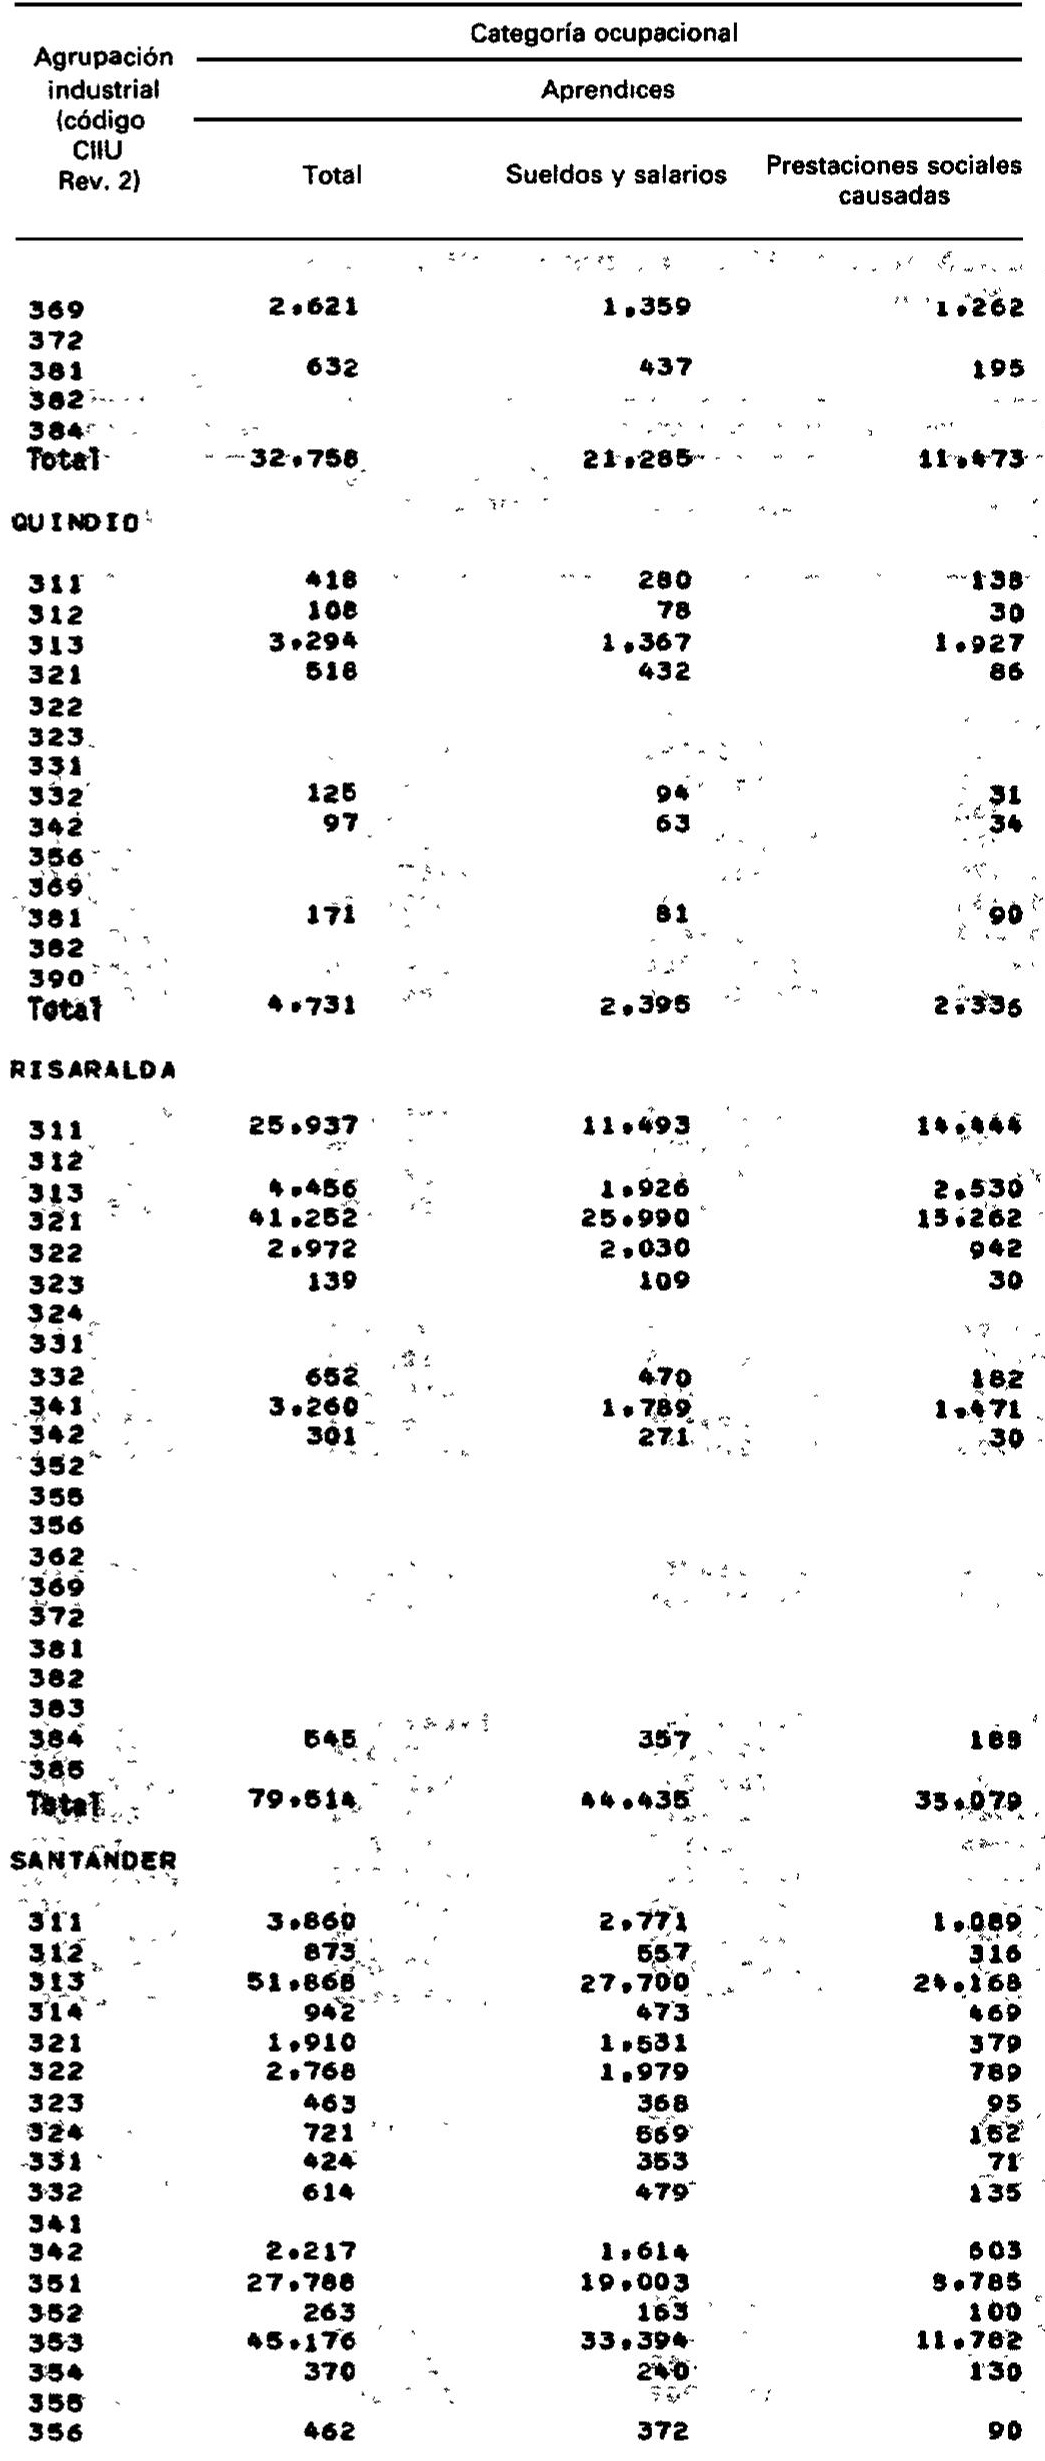 Categoría ocupacional
Agrupación industrial (código CIIU Rev. 2)
Aprendices
Total Sueldos y salarios Prestaciones sociales causadas
369 2.621 1.359 1.262
372
381 632 437 195
382
384
Total 32.758 21.285 11.473
QUINDIO
311 418 280 138
312 108 78 30
313 3.294 1.367 1.927
321 518 432 86
322
323
331
332 125 94 31
342 97 63 34
356
369
381 171 81 90
382
390
Total 4.731 2.395 2.336
RISARALDA
311 25.937 11.493 14.444
312
313 4.456 1.926 2.530
321 41.252 25.990 15.262
322 2.972 2.030 942
323 139 109 30
324
331
332 652 470 182
341 3.260 1.789 1.471
342 301 271 30
352
355
356
362
369
372
381
382
383
384 545 357 188
385
Total 79.514 44.435 35.079
SANTANDER
311 3.860 2.771 1.089
312 873 557 316
313 51.868 27.700 24.168
314 942 473 469
321 1.910 1.531 379
322 2.768 1.979 789
323 463 368 95
324 721 569 152
331 424 353 71
332 614 479 135
341
342 2.217 1.614 603
351 27.788 19.003 8.785
352 263 163 100
353 45.176 33.394 11.782
354 370 240 130
355
356 462 372 90